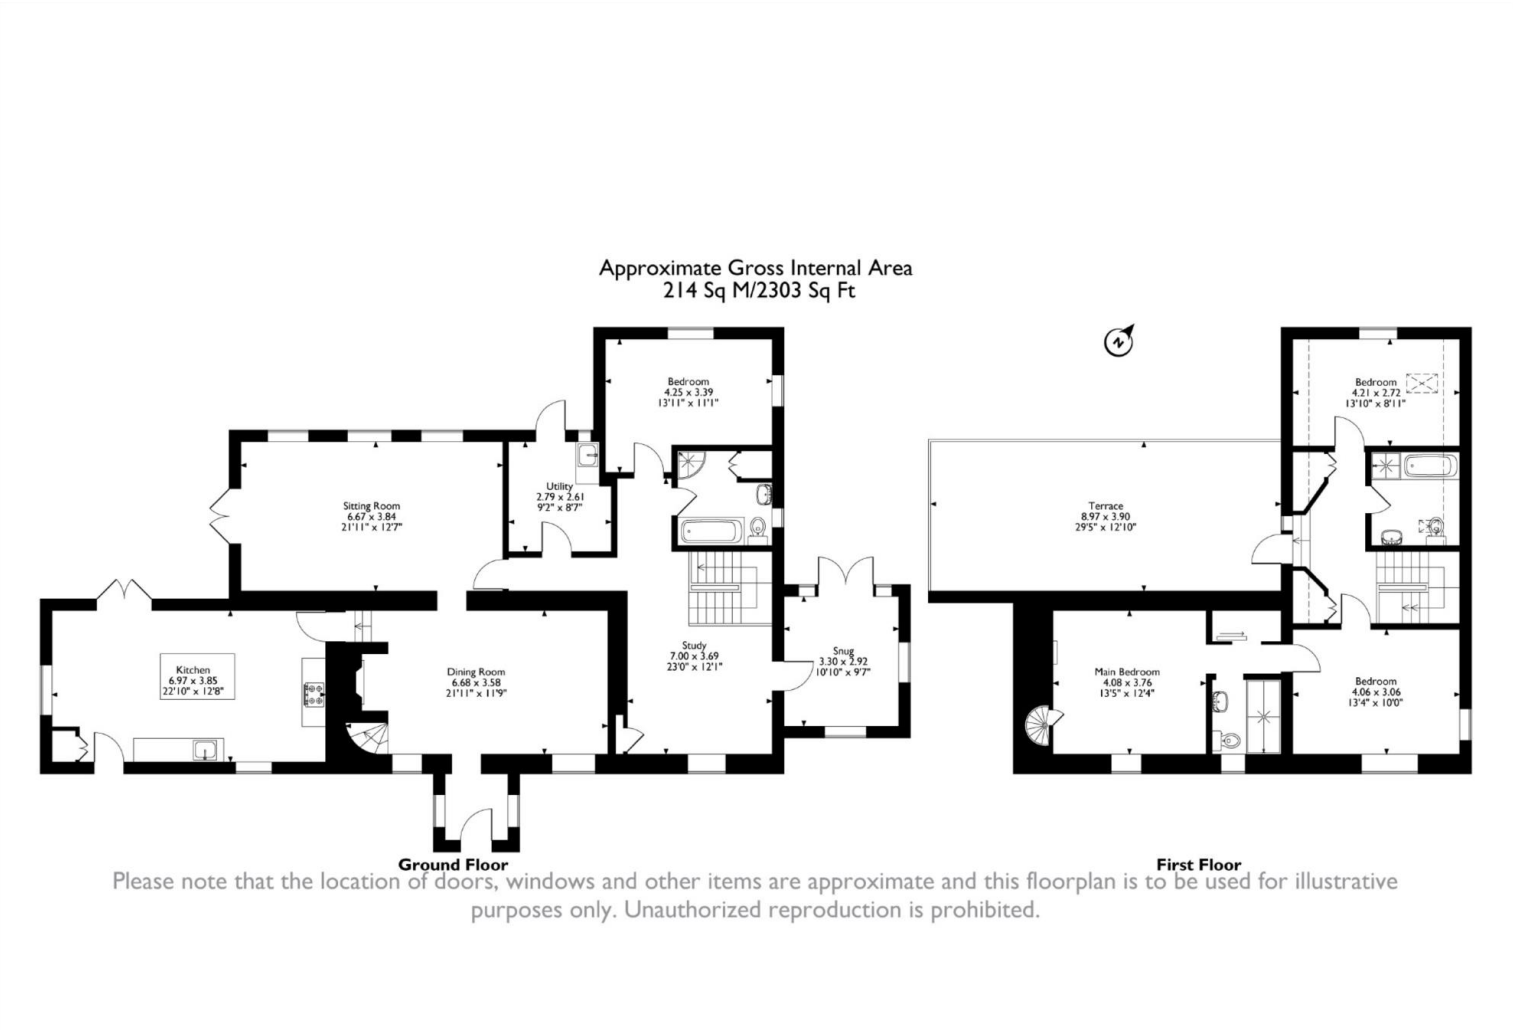 Approximate Gross Internal Area
214 Sq M/2303 Sq Ft
Bedroom
4.25 x 3.39
13'11" x 11'1"
Utility
2.79 x 2.61
9'2" x 8'7"
Sitting Room
6.67 x 3.84
21'11" x 12'7"
Kitchen
6.97 x 3.85
22'10" x 12'8"
Dining Room
6.68 x 3.58
21'11" x 11'9"
Study
7.00 x 3.69
23'0" x 12'1"
Snug
3.30 x 2.92
10'10" x 9'7"
Ground Floor
N
Bedroom
4.21 x 2.72
13'10" x 8'11"
Terrace
8.97 x 3.90
29'5" x 12'10"
Main Bedroom
4.08 x 3.76
13'5" x 12'4"
Bedroom
4.06 x 3.06
13'4" x 10'0"
First Floor
Please note that the location of doors, windows and other items are approximate and this floorplan is to be used for illustrative
purposes only. Unauthorized reproduction is prohibited.